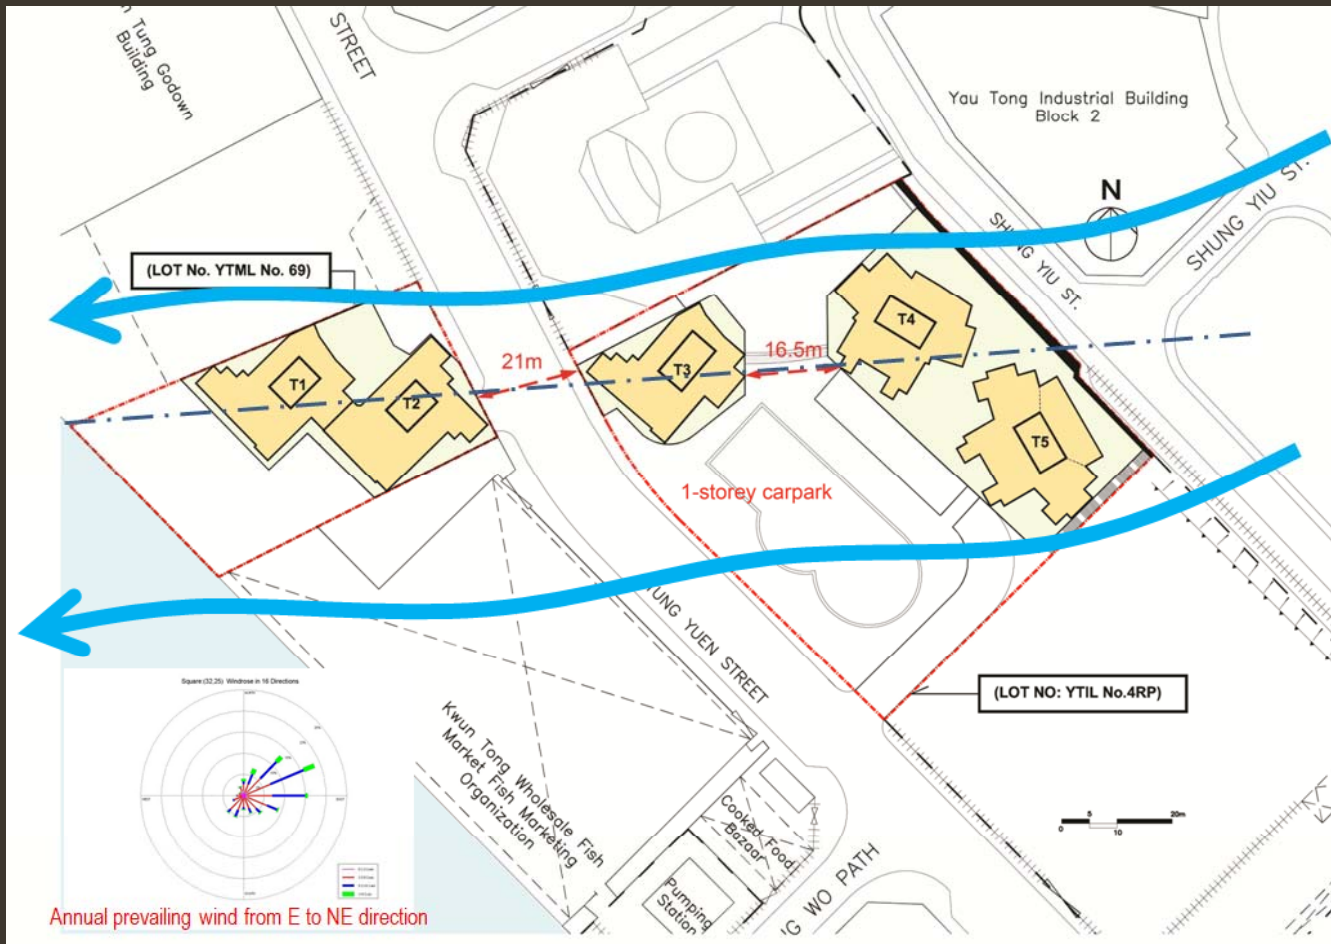 Tung Godown
Building
STREET
Yau Tong Industrial Building
Block 2
N
SHUNG YIU ST.
SHUNG YIU ST.
(LOT No. YTML No. 69)
T1
T2
21m
T3
16.5m
T4
T5
1-storey carpark
(LOT NO: YTIL No.4RP)
TUNG YUEN STREET
Kwun Tong Wholesale Fish
Market Fish Marketing
Organization
Cooked Food
Bazaar
Pumping
Station
WO PATH
5
20m
0
10
Square (32,25) Windrose in 16 Directions
Annual prevailing wind from E to NE direction